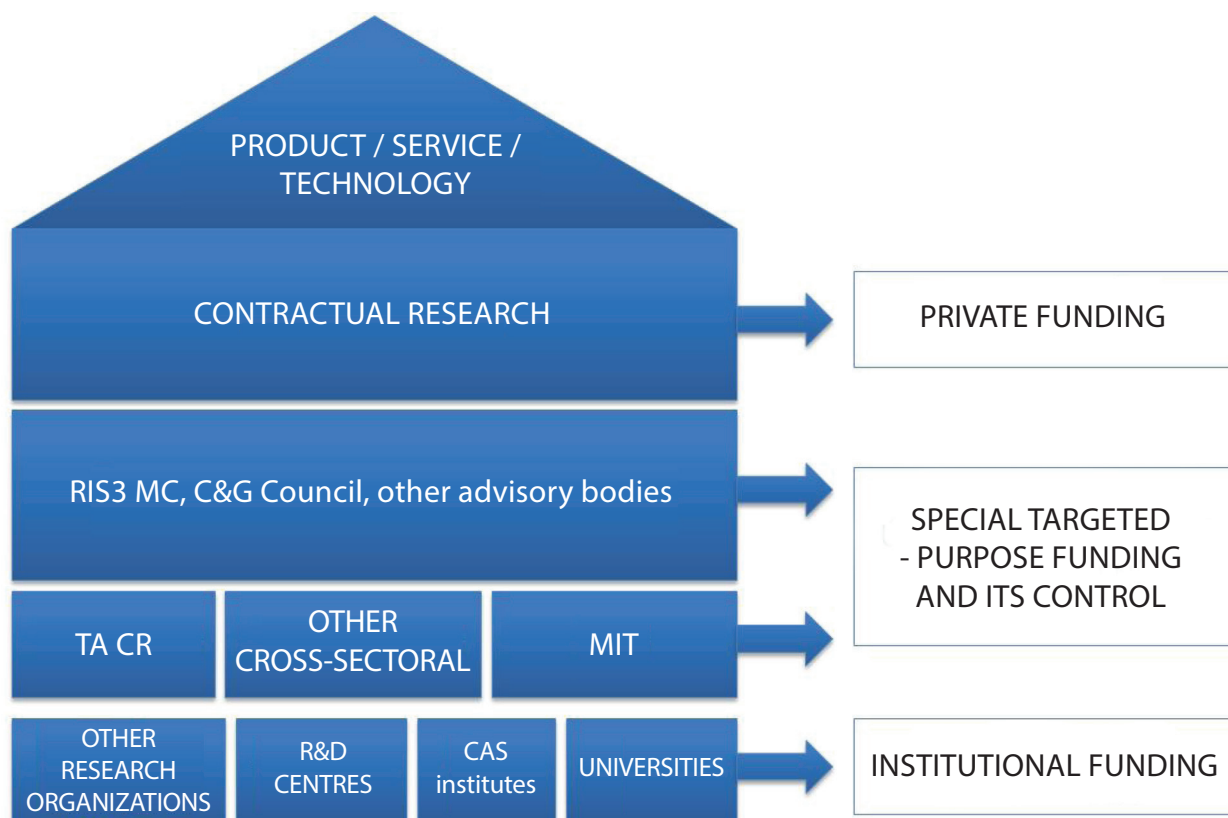 PRODUCT / SERVICE /
TECHNOLOGY
CONTRACTUAL RESEARCH
PRIVATE FUNDING
RIS3 MC, C&G Council, other advisory bodies
SPECIAL TARGETED
- PURPOSE FUNDING
AND ITS CONTROL
TA CR
OTHER
CROSS-SECTORAL
MIT
OTHER
RESEARCH
ORGANIZATIONS
R&D
CENTRES
CAS
institutes
UNIVERSITIES
INSTITUTIONAL FUNDING